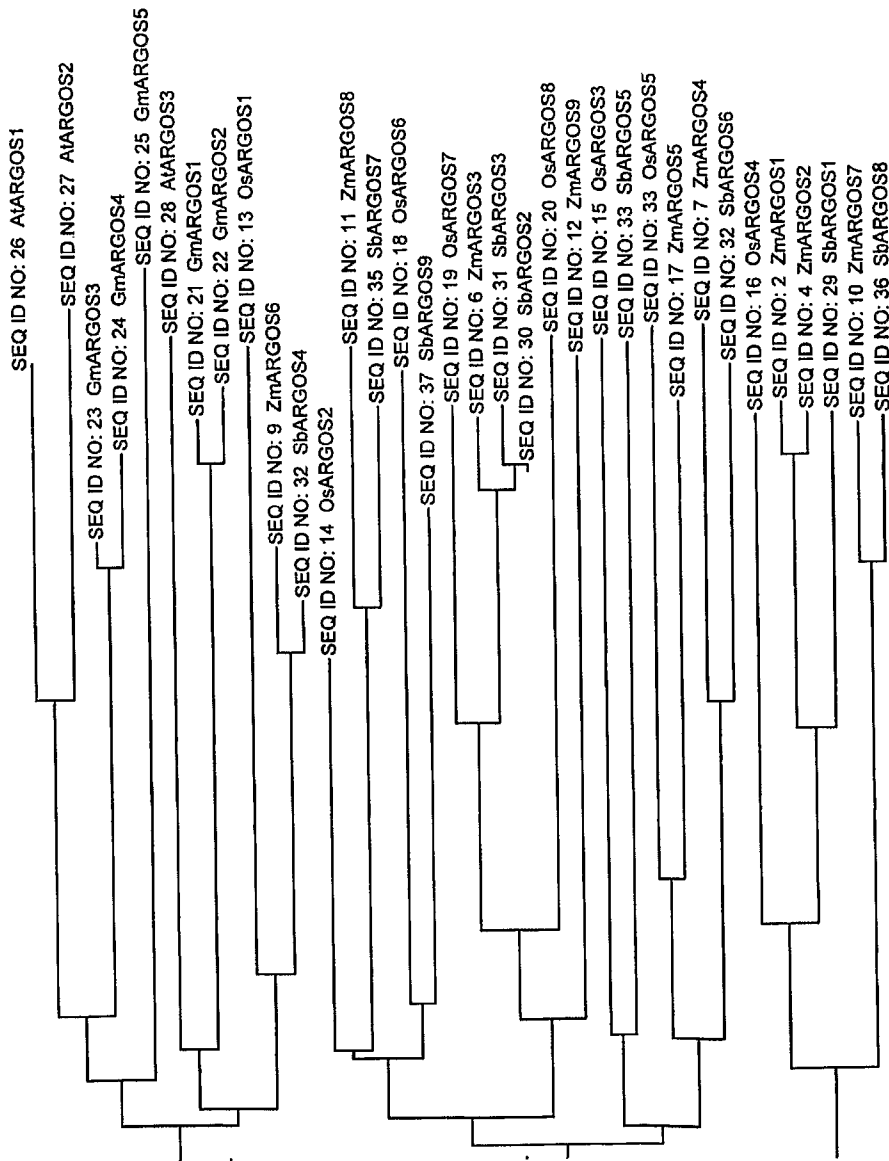 SEQ ID NO: 26 AtARGOS1
SEQ ID NO: 27 AtARGOS2
SEQ ID NO: 23 GmARGOS3
SEQ ID NO: 24 GmARGOS4
SEQ ID NO: 25 GmARGOS5
SEQ ID NO: 28 AtARGOS3
SEQ ID NO: 21 GmARGOS1
SEQ ID NO: 22 GmARGOS2
SEQ ID NO: 13 OsARGOS1
SEQ ID NO: 9 ZmARGOS6
SEQ ID NO: 32 SbARGOS4
SEQ ID NO: 14 OsARGOS2
SEQ ID NO: 11 ZmARGOS8
SEQ ID NO: 35 SbARGOS7
SEQ ID NO: 18 OsARGOS6
SEQ ID NO: 37 SbARGOS9
SEQ ID NO: 19 OsARGOS7
SEQ ID NO: 6 ZmARGOS3
SEQ ID NO: 31 SbARGOS3
SEQ ID NO: 30 SbARGOS2
SEQ ID NO: 20 OsARGOS8
SEQ ID NO: 12 ZmARGOS9
SEQ ID NO: 15 OsARGOS3
SEQ ID NO: 33 SbARGOS5
SEQ ID NO: 33 OsARGOS5
SEQ ID NO: 17 ZmARGOS5
SEQ ID NO: 7 ZmARGOS4
SEQ ID NO: 32 SbARGOS6
SEQ ID NO: 16 OsARGOS4
SEQ ID NO: 2 ZmARGOS1
SEQ ID NO: 4 ZmARGOS2
SEQ ID NO: 29 SbARGOS1
SEQ ID NO: 10 ZmARGOS7
SEQ ID NO: 36 SbARGOS8